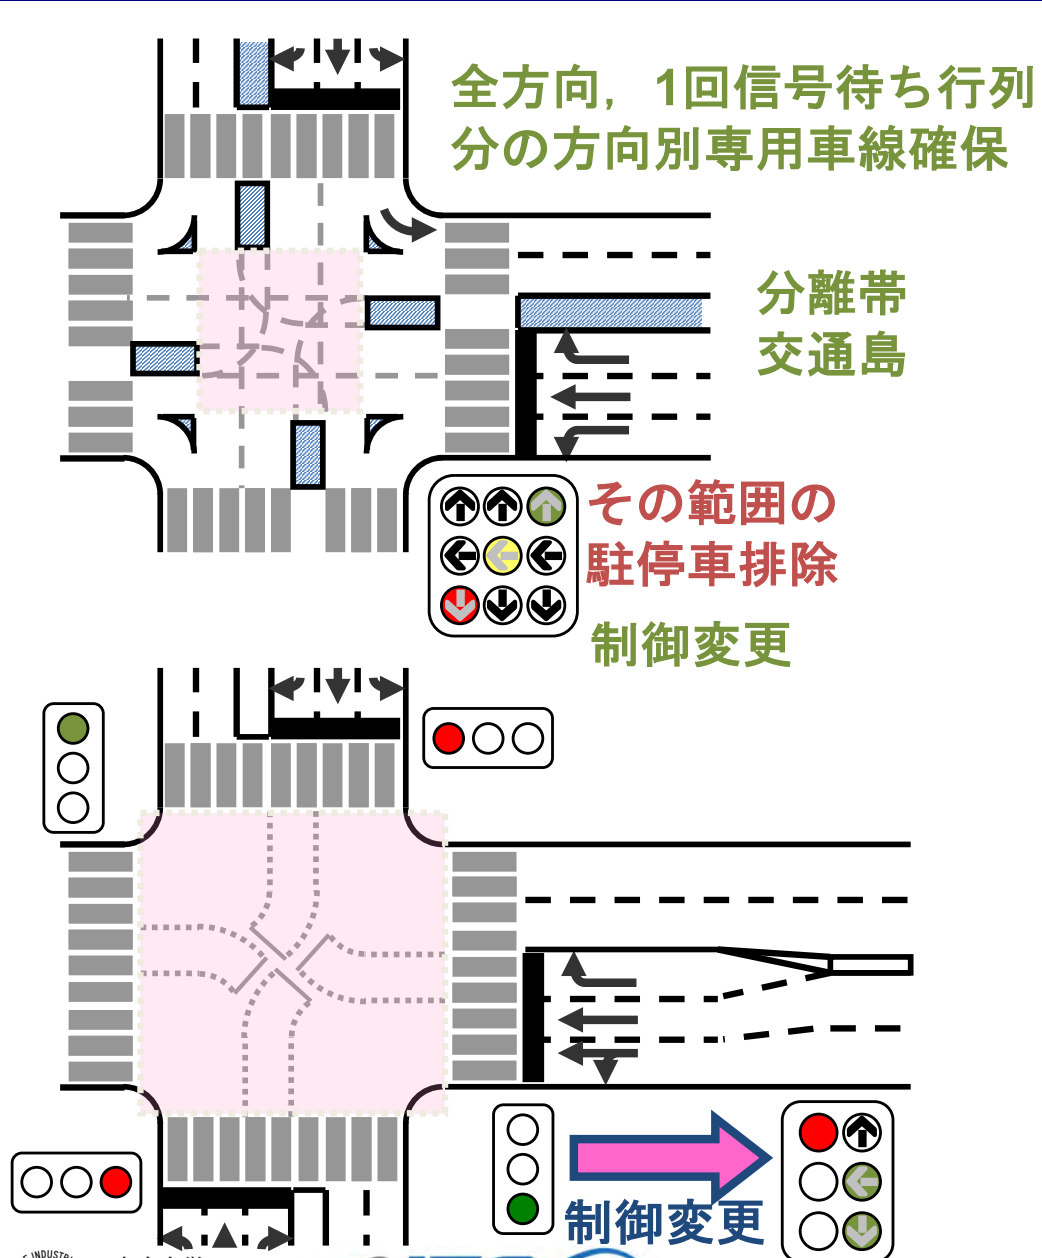 全方向，1回信号待ち行列
分の方向別専用車線確保
分離帯
交通島
その範囲の
駐停車排除
制御変更
制御変更